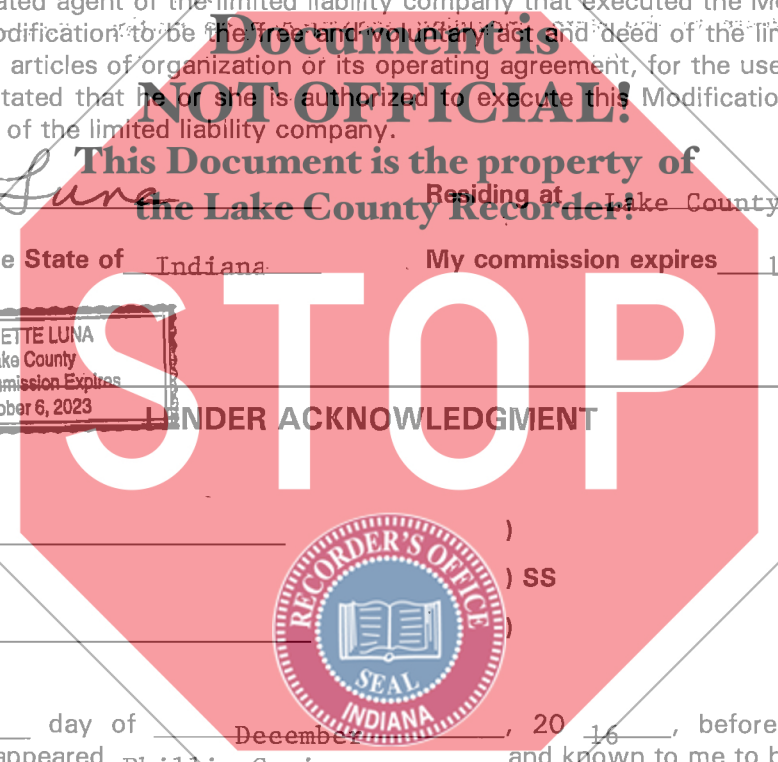 ated agent of the limited liability company that executed the Mo
odification to be the free and voluntary act and deed of the lim
Document is
articles of organization or its operating agreement, for the use
NOT OFFICIAL!
tated that he or she is authorized to execute this Modificatio
of the limited liability company.
This Document is the property of
the Lake County Recorder!
Luna Residing at Lake County
e State of Indiana My commission expires 1
STOP
ETTE LUNA
ake County
mmission Expires
ober 6, 2023
LENDER ACKNOWLEDGMENT
)
) SS
)
RECORDER'S OFFICE
SEAL
INDIANA
day of December, 20 16, before
appeared and known to me to b